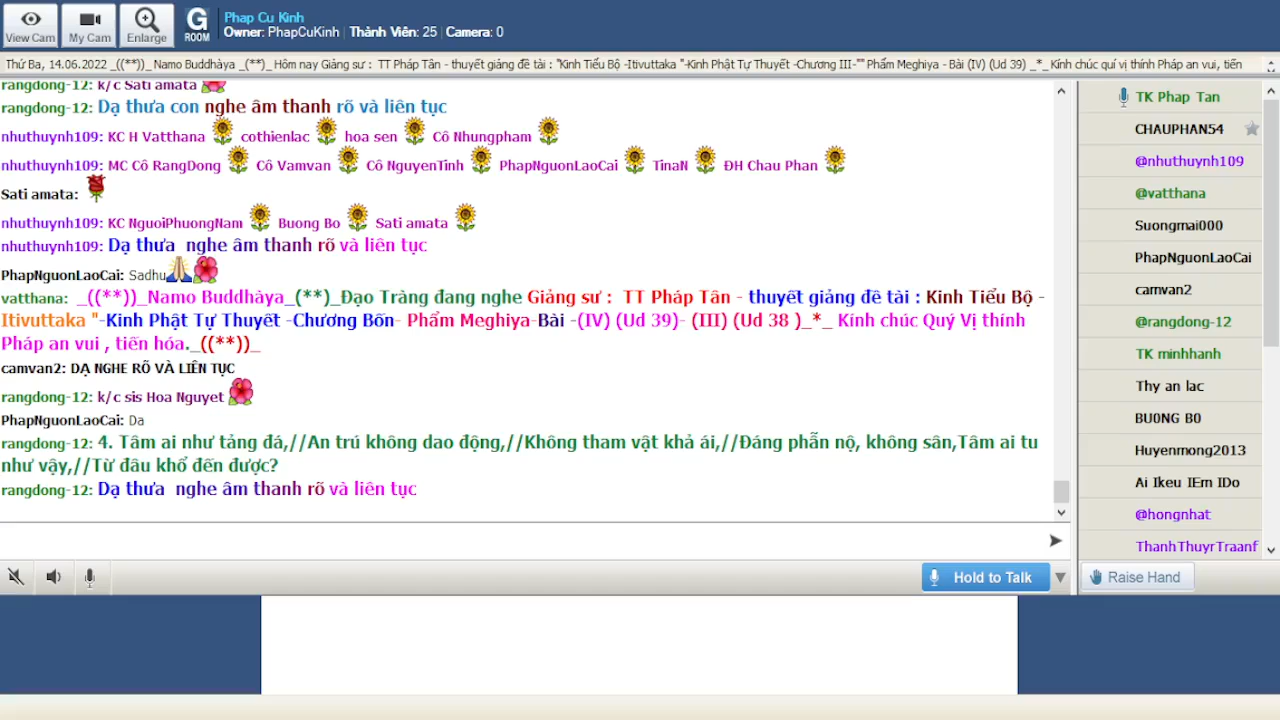 View Cam
My Cam
Enlarge
G
ROOM
Phap Cu Kinh
Owner: PhapCuKinh | Thành Viên: 25 | Camera: 0
Thứ Ba, 14.06.2022 _((**))_ Namo Buddhàya _(**)_ Hôm nay Giảng sư : TT Pháp Tân - thuyết giảng đề tài : "Kinh Tiểu Bộ -Itivuttaka "-Kinh Phật Tự Thuyết -Chương III-"" Phẩm Meghiya - Bài (IV) (Ud 39) _*_ Kính chúc quí vị thính Pháp an vui, tiến
rangdong-12: k/c Sati amata
rangdong-12: Dạ thưa con nghe âm thanh rõ và liên tục
nhuthuynh109: KC H Vatthana cothienlac hoa sen Cô Nhungpham
nhuthuynh109: MC Cô RangDong Cô Vamvan Cô NguyenTinh PhapNguonLaoCai TinaN ĐH Chau Phan
Sati amata:
nhuthuynh109: KC NguoiPhuongNam Buong Bo Sati amata
nhuthuynh109: Dạ thưa nghe âm thanh rõ và liên tục
PhapNguonLaoCai: Sadhu
vatthana: _((**))_Namo Buddhàya_(**)_Đạo Tràng đang nghe Giảng sư : TT Pháp Tân - thuyết giảng đề tài : Kinh Tiểu Bộ -
Itivuttaka "-Kinh Phật Tự Thuyết -Chương Bốn- Phẩm Meghiya-Bài -(IV) (Ud 39)- (III) (Ud 38 )_*_ Kính chúc Quý Vị thính
Pháp an vui , tiến hóa._((**))_
camvan2: DẠ NGHE RÕ VÀ LIÊN TỤC
rangdong-12: k/c sis Hoa Nguyet
PhapNguonLaoCai: Da
rangdong-12: 4. Tâm ai như tảng đá,//An trú không dao động,//Không tham vật khả ái,//Đáng phẫn nộ, không sân,Tâm ai tu
như vậy,//Từ đâu khổ đến được?
rangdong-12: Dạ thưa nghe âm thanh rõ và liên tục
TK Phap Tan
CHAUPHAN54
@nhuthuynh109
@vatthana
Suongmai000
PhapNguonLaoCai
camvan2
@rangdong-12
TK minhhanh
Thy an lac
BU0NG B0
Huyenmong2013
Ai Ikeu IEm IDo
@hongnhat
ThanhThuyrTraanf
Hold to Talk
Raise Hand